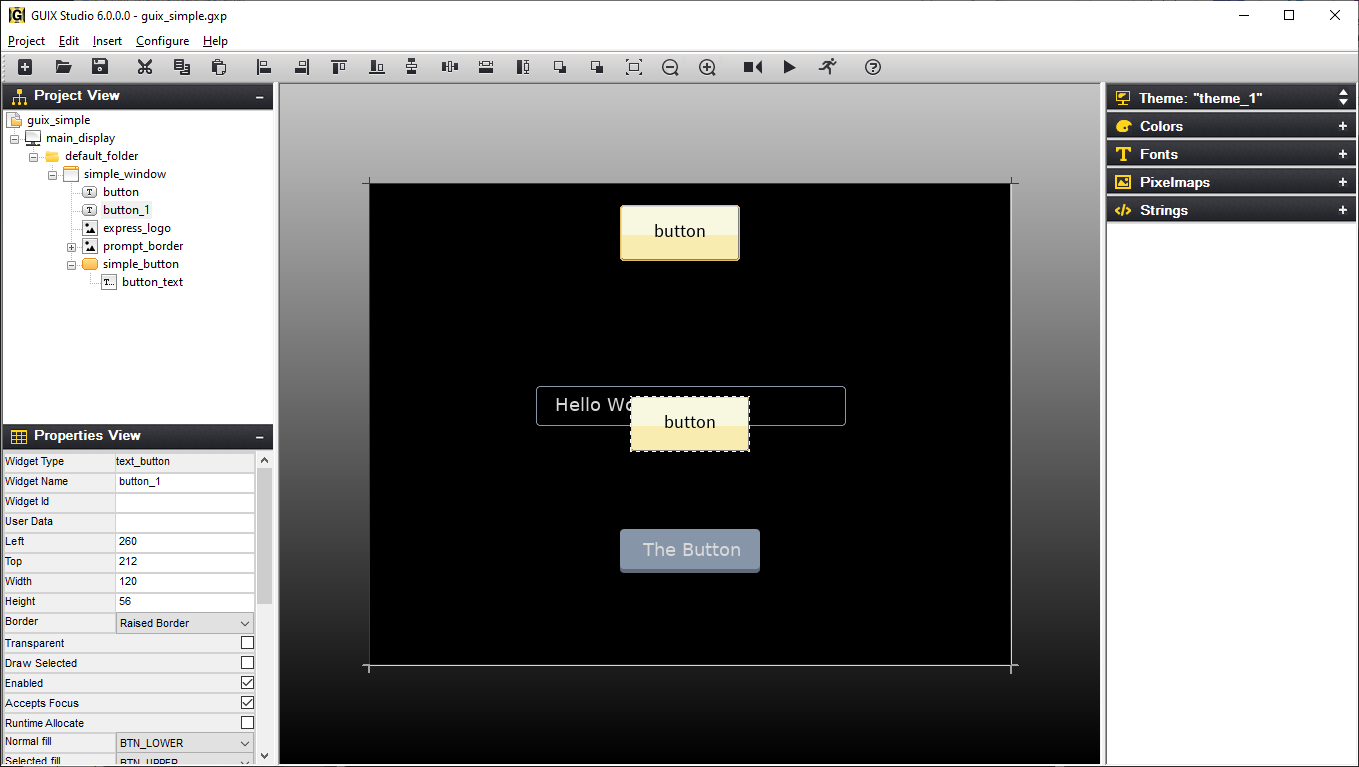 GUIX Studio 6.0.0.0 - guix_simple.gxp
Project Edit Insert Configure Help
Project View
guix_simple
main_display
default_folder
simple_window
button
button_1
express_logo
prompt_border
simple_button
button_text
Properties View
Widget Type text_button
Widget Name button_1
Widget Id
User Data
Left 260
Top 212
Width 120
Height 56
Border Raised Border
Transparent
Draw Selected
Enabled
Accepts Focus
Runtime Allocate
Normal fill BTN_LOWER
Selected fill BTN_UPPER
button
Hello Wo
button
The Button
Theme: "theme_1"
Colors
Fonts
Pixelmaps
Strings